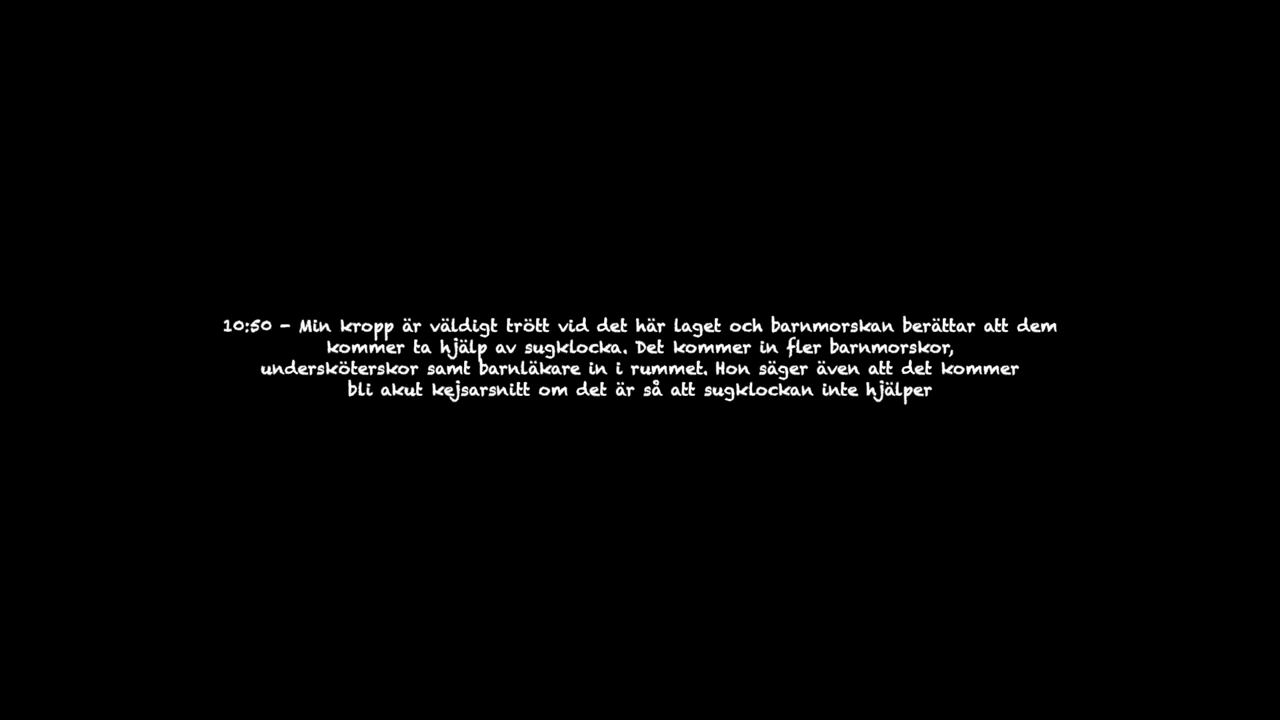 10:50 - Min kropp är väldigt trött vid det här laget och barnmorskan berättar att dem
kommer ta hjälp av sugklocka. Det kommer in fler barnmorskor,
undersköterskor samt barnläkare in i rummet. Hon säger även att det kommer
bli akut kejsarsnitt om det är så att sugklockan inte hjälper